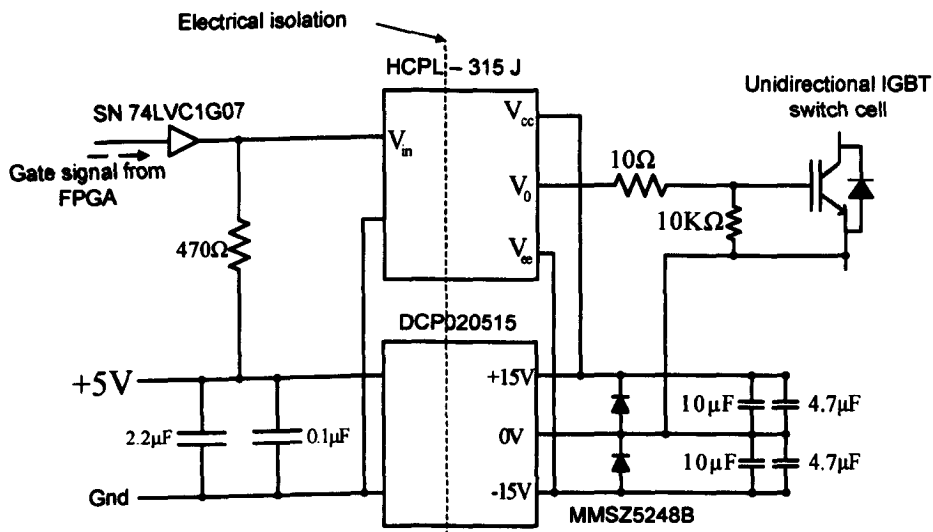 Electrical isolation
HCPL – 315 J
SN 74LVC1G07
Unidirectional IGBT
switch cell
Vcc
Vin
Gate signal from
FPGA
10Ω
V0
10KΩ
470Ω
Vee
DCP020515
+5V
+15V
2.2µF
0.1µF
10µF
4.7µF
0V
10µF
4.7µF
Gnd
-15V
MMSZ5248B